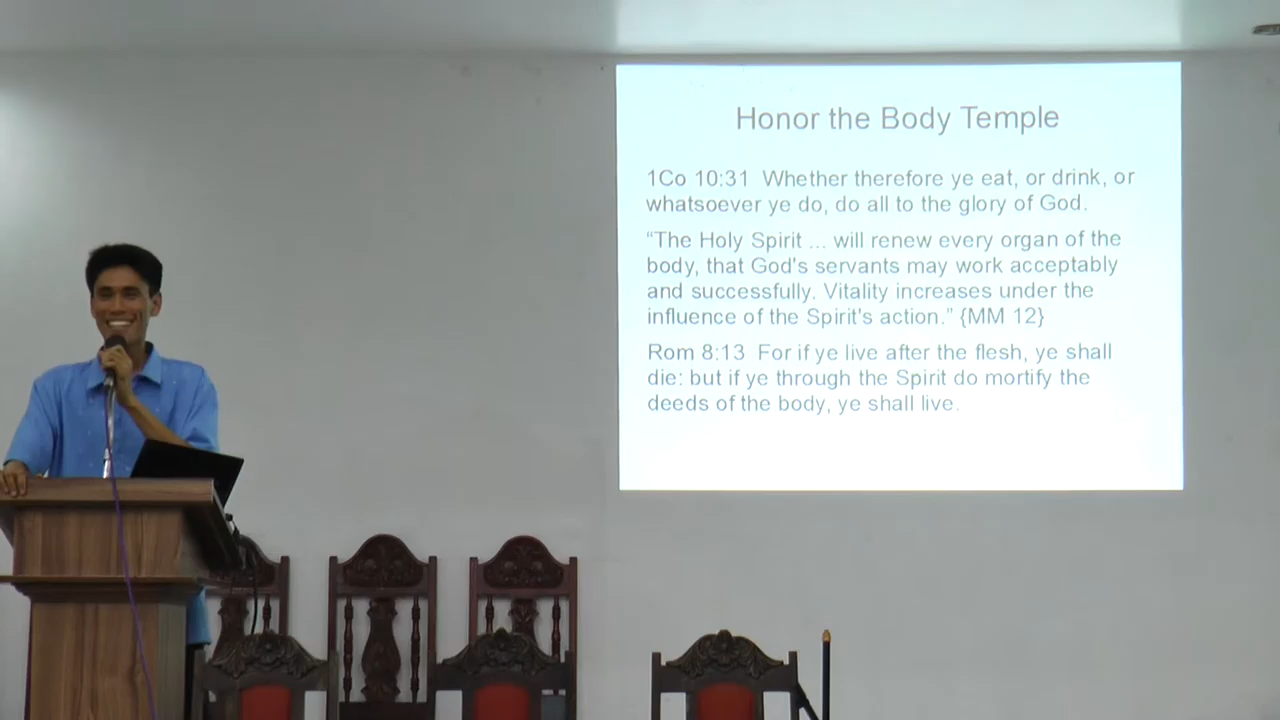 Honor the Body Temple
1Co 10:31  Whether therefore ye eat, or drink, or
whatsoever ye do, do all to the glory of God.
“The Holy Spirit ... will renew every organ of the
body, that God's servants may work acceptably
and successfully. Vitality increases under the
influence of the Spirit's action.” {MM 12}
Rom 8:13  For if ye live after the flesh, ye shall
die: but if ye through the Spirit do mortify the
deeds of the body, ye shall live.